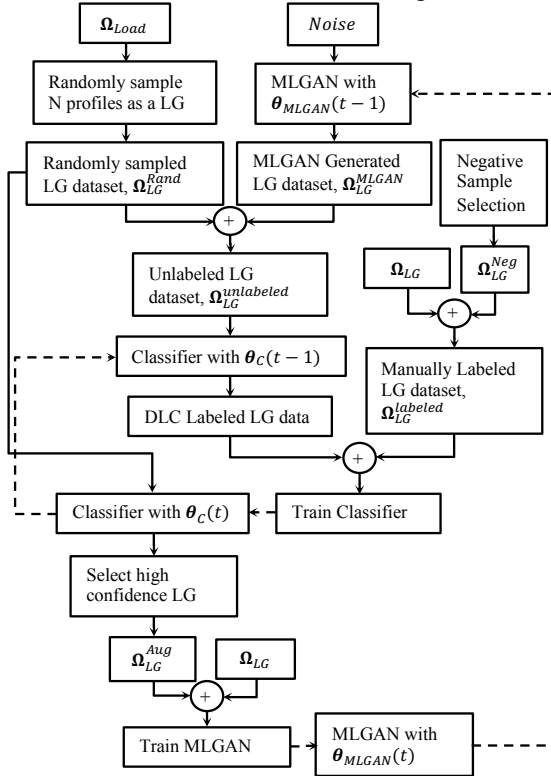 Ω_Load
Noise
Randomly sample
N profiles as a LG
MLGAN with
θ_MLGAN(t−1)
Randomly sampled
LG dataset, Ω_LG^Rand
MLGAN Generated
LG dataset, Ω_LG^MLGAN
Negative
Sample
Selection
+
Unlabeled LG
dataset, Ω_LG^unlabeled
Ω_LG
Ω_LG^Neg
+
Classifier with θ_C(t−1)
Manually Labeled
LG dataset,
Ω_LG^labeled
DLC Labeled LG data
+
Classifier with θ_C(t)
Train Classifier
Select high
confidence LG
Ω_LG^Aug
Ω_LG
+
Train MLGAN
MLGAN with
θ_MLGAN(t)